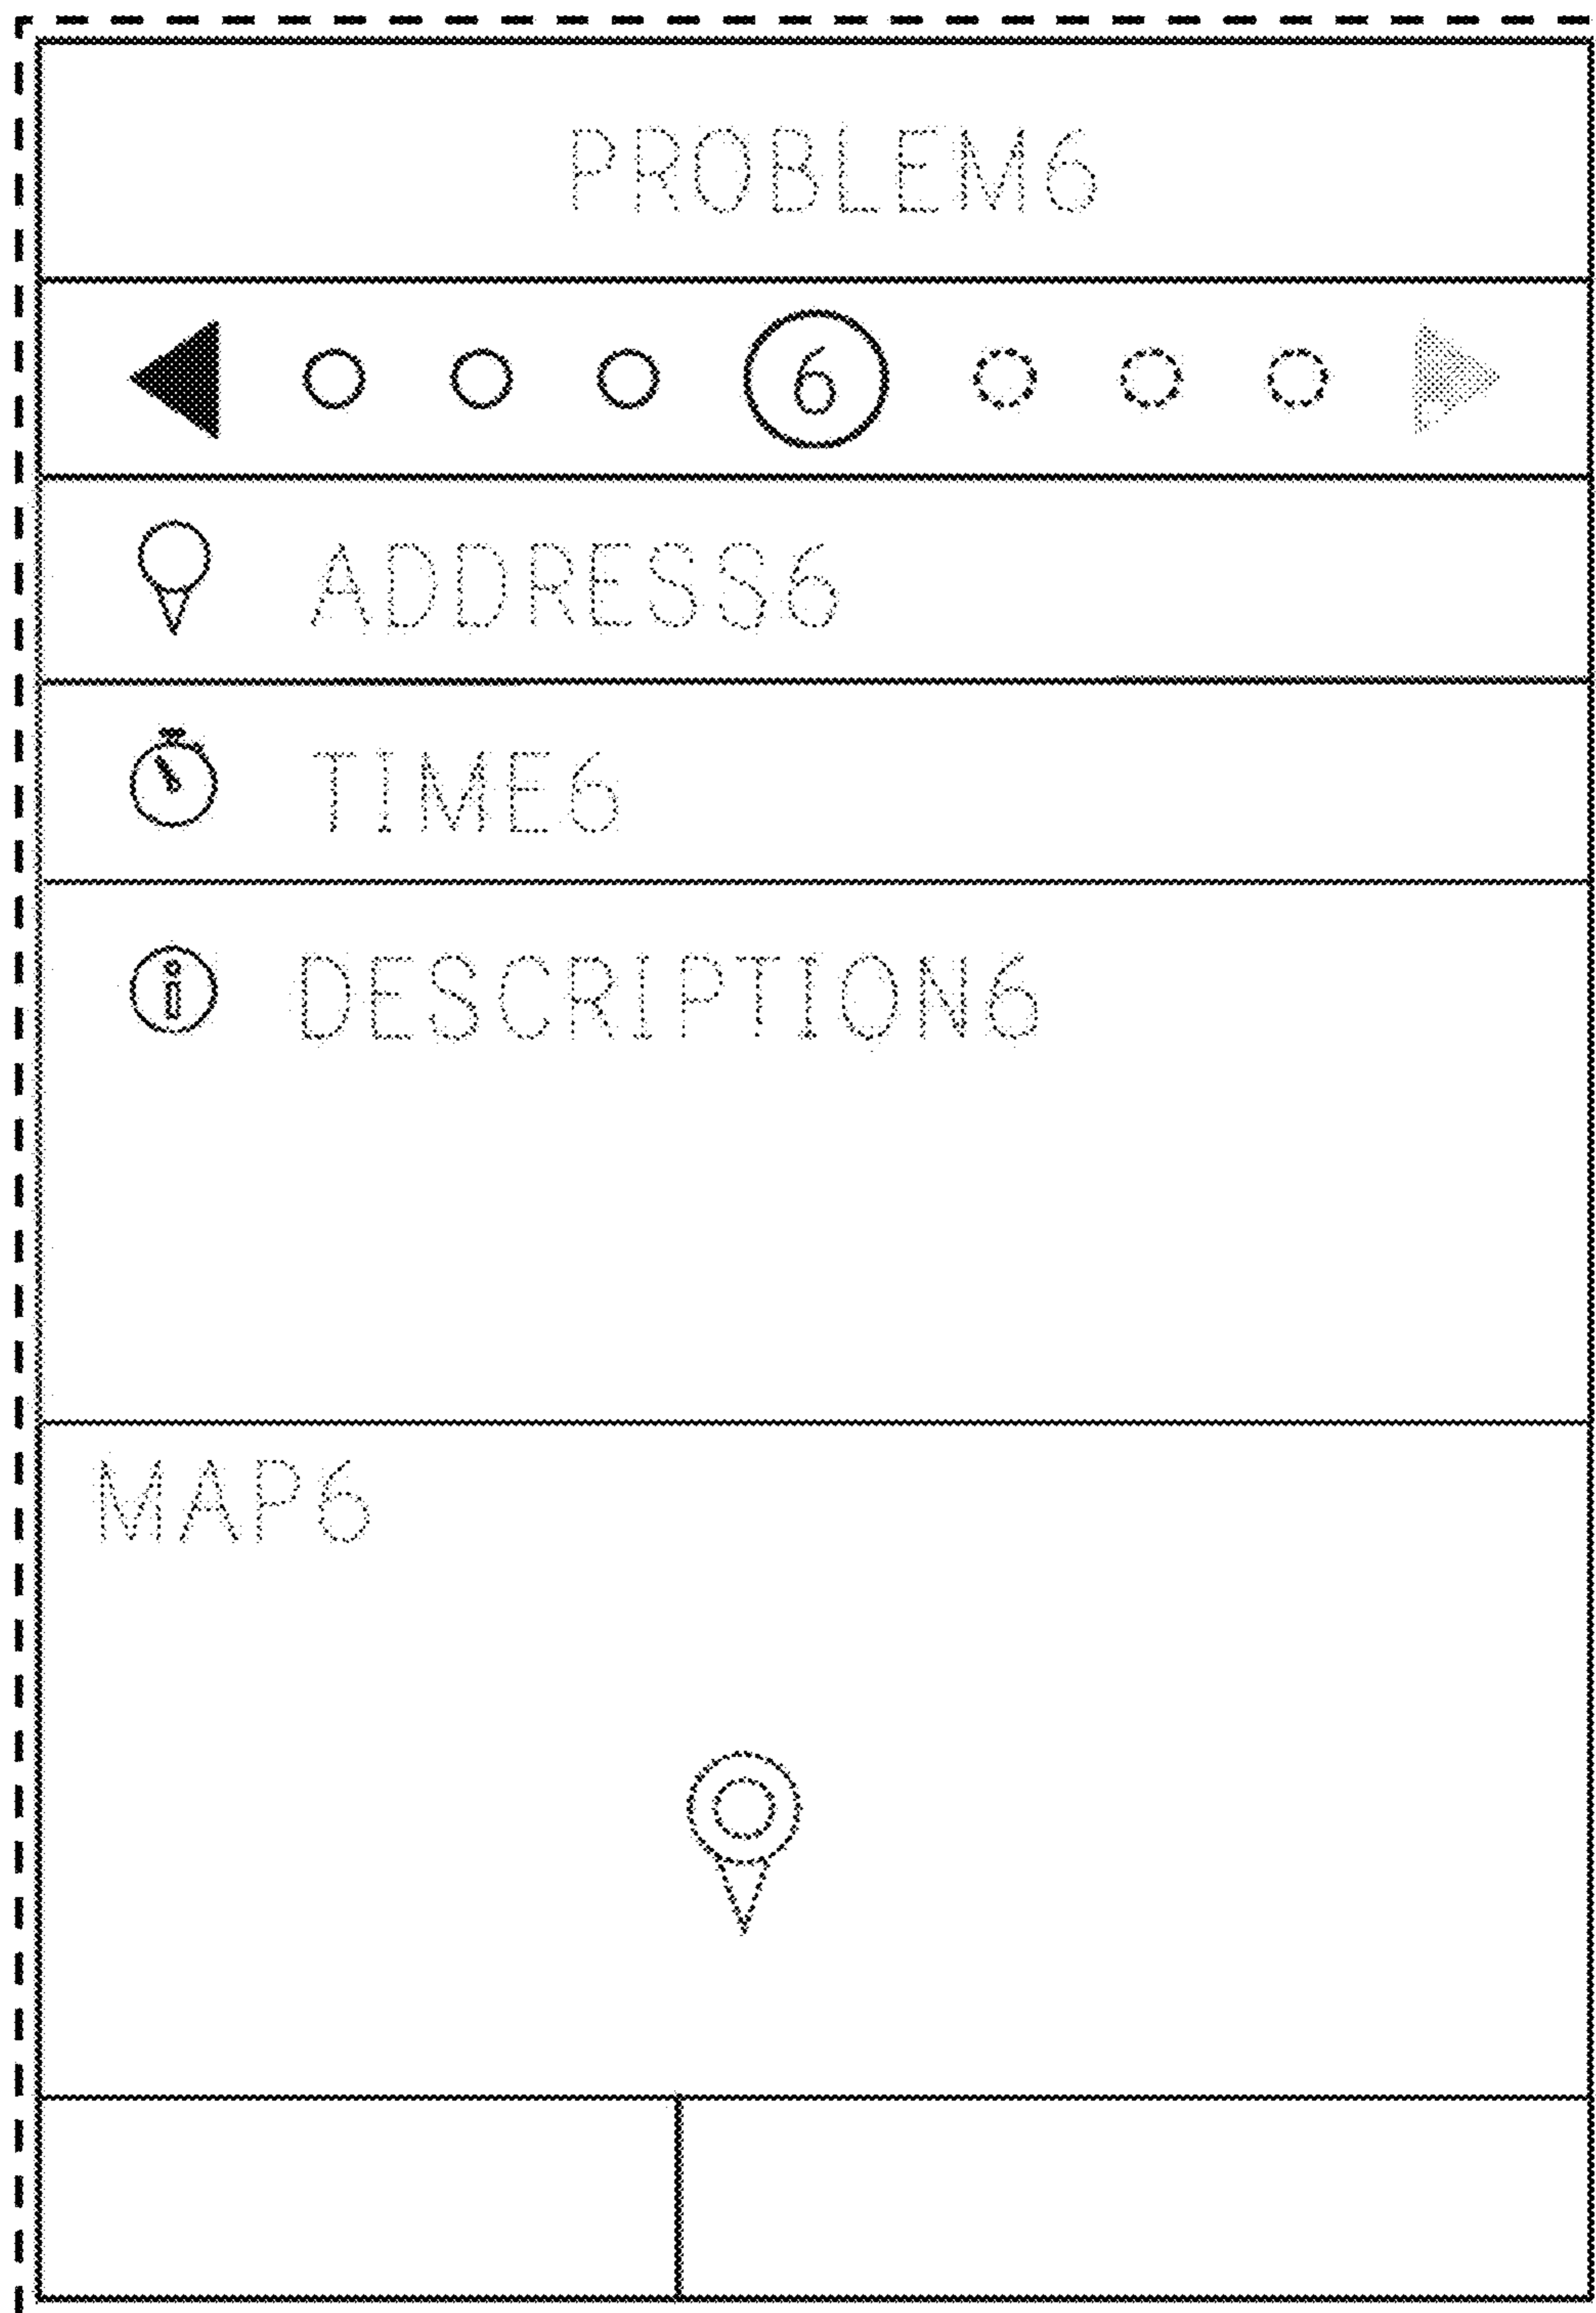 PROBLEM6
6
ADDRESS6
TIME6
i DESCRIPTION6
MAP6